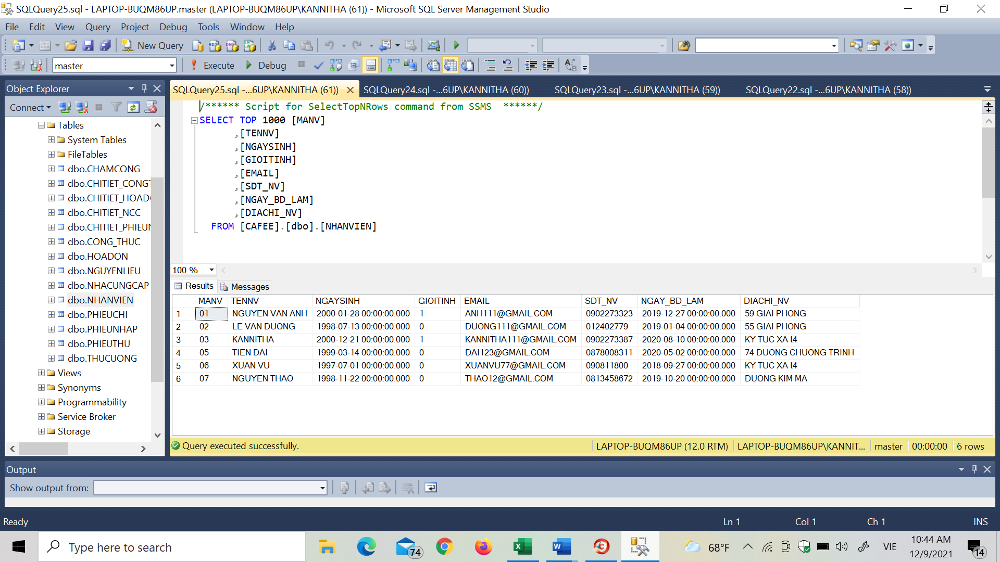 SQLQuery25.sql - LAPTOP-BUQM86UP.master (LAPTOP-BUQM86UP\KANNITHA (61)) - Microsoft SQL Server Management Studio
File Edit View Query Project Debug Tools Window Help
New Query
master Execute Debug
Object Explorer
Connect
Tables
System Tables
FileTables
dbo.CHAMCONG
dbo.CHITIET_CONGT
dbo.CHITIET_HOAD
dbo.CHITIET_NCC
dbo.CHITIET_PHIEUN
dbo.CONG_THUC
dbo.HOADON
dbo.NGUYENLIEU
dbo.NHACUNGCAP
dbo.NHANVIEN
dbo.PHIEUCHI
dbo.PHIEUNHAP
dbo.PHIEUTHU
dbo.THUCUONG
Views
Synonyms
Programmability
Service Broker
Storage
SQLQuery25.sql -...6UP\KANNITHA (61)) SQLQuery24.sql -...6UP\KANNITHA (60)) SQLQuery23.sql -...6UP\KANNITHA (59)) SQLQuery22.sql -...6UP\KANNITHA (58))
/****** Script for SelectTopNRows command from SSMS ******/
SELECT TOP 1000 [MANV]
,[TENNV]
,[NGAYSINH]
,[GIOITINH]
,[EMAIL]
,[SDT_NV]
,[NGAY_BD_LAM]
,[DIACHI_NV]
FROM [CAFEE].[dbo].[NHANVIEN]
100 %
Results Messages
MANV TENNV NGAYSINH GIOITINH EMAIL SDT_NV NGAY_BD_LAM DIACHI_NV
1 01 NGUYEN VAN ANH 2000-01-28 00:00:00.000 1 ANH111@GMAIL.COM 0902273323 2019-12-27 00:00:00.000 59 GIAI PHONG
2 02 LE VAN DUONG 1998-07-13 00:00:00.000 0 DUONG111@GMAIL.COM 012402779 2019-01-04 00:00:00.000 55 GIAI PHONG
3 03 KANNITHA 2000-12-21 00:00:00.000 1 KANNITHA111@GMAIL.COM 0902273387 2020-08-10 00:00:00.000 KY TUC XA t4
4 05 TIEN DAI 1999-03-14 00:00:00.000 0 DAI123@GMAIL.COM 0878008311 2020-05-02 00:00:00.000 74 DUONG CHUONG TRINH
5 06 XUAN VU 1997-07-01 00:00:00.000 0 XUANVU77@GMAIL.COM 090811800 2018-09-27 00:00:00.000 KY TUC XA t4
6 07 NGUYEN THAO 1998-11-22 00:00:00.000 0 THAO12@GMAIL.COM 0813458672 2019-10-20 00:00:00.000 DUONG KIM MA
Query executed successfully. LAPTOP-BUQM86UP (12.0 RTM) LAPTOP-BUQM86UP\KANNIT... master 00:00:00 6 rows
Output
Show output from:
Ready Ln 1 Col 1 Ch 1 INS
Type here to search 74 68°F VIE 10:44 AM
12/9/2021 14